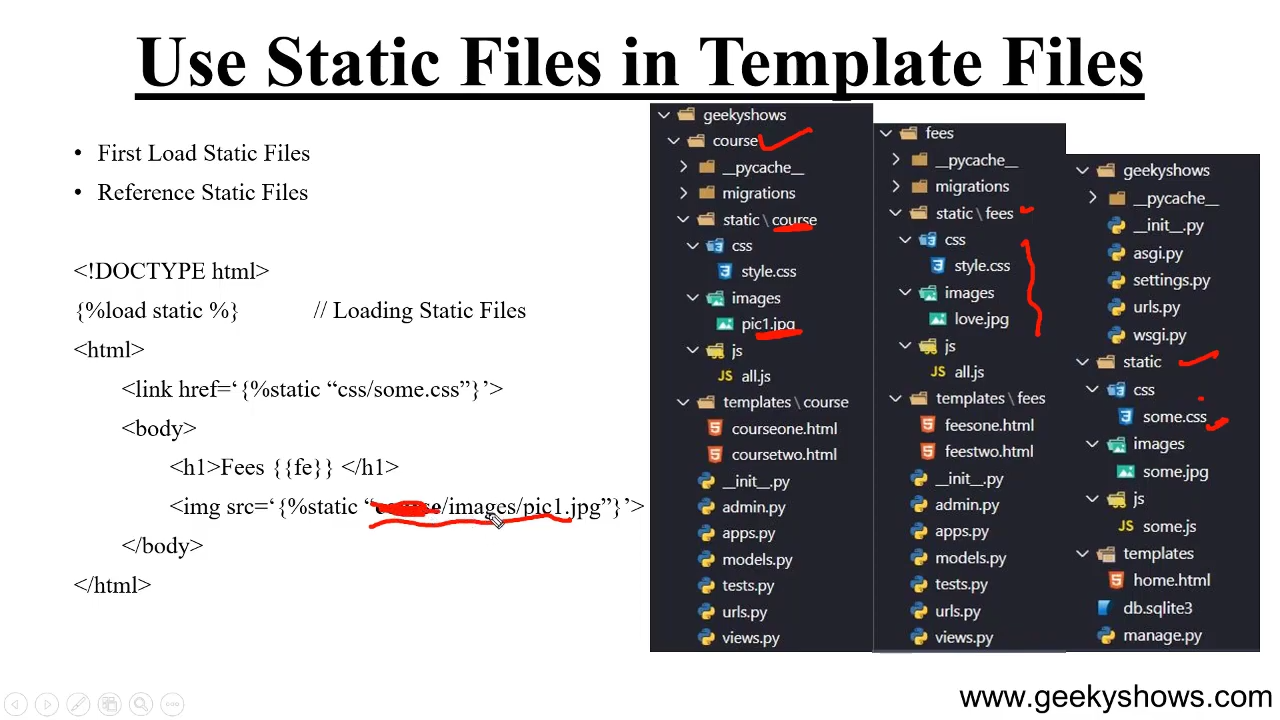 Use Static Files in Template Files
• First Load Static Files
• Reference Static Files
<!DOCTYPE html>
{%load static %} // Loading Static Files
<html>
<link href=‘{%static “css/some.css”}’>
<body>
<h1>Fees {{fe}} </h1>
<img src=‘{%static “course/images/pic1.jpg”}’>
</body>
</html>
geekyshows
course
__pycache__
migrations
static \ course
css
style.css
images
pic1.jpg
js
JS all.js
templates \ course
courseone.html
coursetwo.html
__init__.py
admin.py
apps.py
models.py
tests.py
urls.py
views.py
fees
__pycache__
migrations
static \ fees
css
style.css
images
love.jpg
js
JS all.js
templates \ fees
feesone.html
feestwo.html
__init__.py
admin.py
apps.py
models.py
tests.py
urls.py
views.py
geekyshows
__pycache__
__init__.py
asgi.py
settings.py
urls.py
wsgi.py
static
css
some.css
images
some.jpg
js
JS some.js
templates
home.html
db.sqlite3
manage.py
www.geekyshows.com